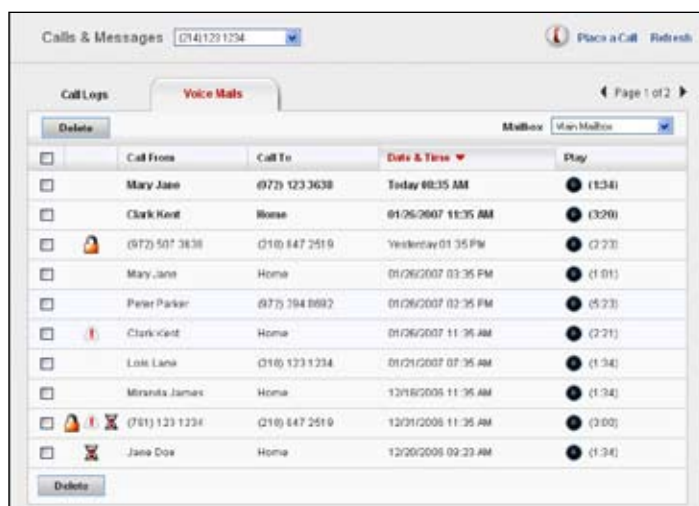 Calls & Messages (214)123 1234 Place a Call Refresh
Call Logs Voice Mails Page 1 of 2
Delete Mailbox Main Mailbox
Call From Call To Date & Time Play
Mary Jane (972) 123 3638 Today 08:35 AM (1:34)
Clark Kent Home 01/26/2007 11:35 AM (3:20)
(972) 507 3638 (210) 647 2519 Yesterday 01:35 PM (2:23)
Mary Jane Home 01/26/2007 03:35 PM (1:01)
Peter Parker (972) 394 8692 01/26/2007 02:35 PM (5:23)
Clark Kent Home 01/26/2007 11:35 AM (2:21)
Lois Lane (310) 123 1234 01/21/2007 07:35 AM (1:34)
Miranda James Home 12/18/2006 11:35 AM (1:34)
(781) 123 1234 (210) 647 2519 12/31/2006 11:35 AM (3:00)
Jane Doe Home 12/20/2006 09:23 AM (1:34)
Delete